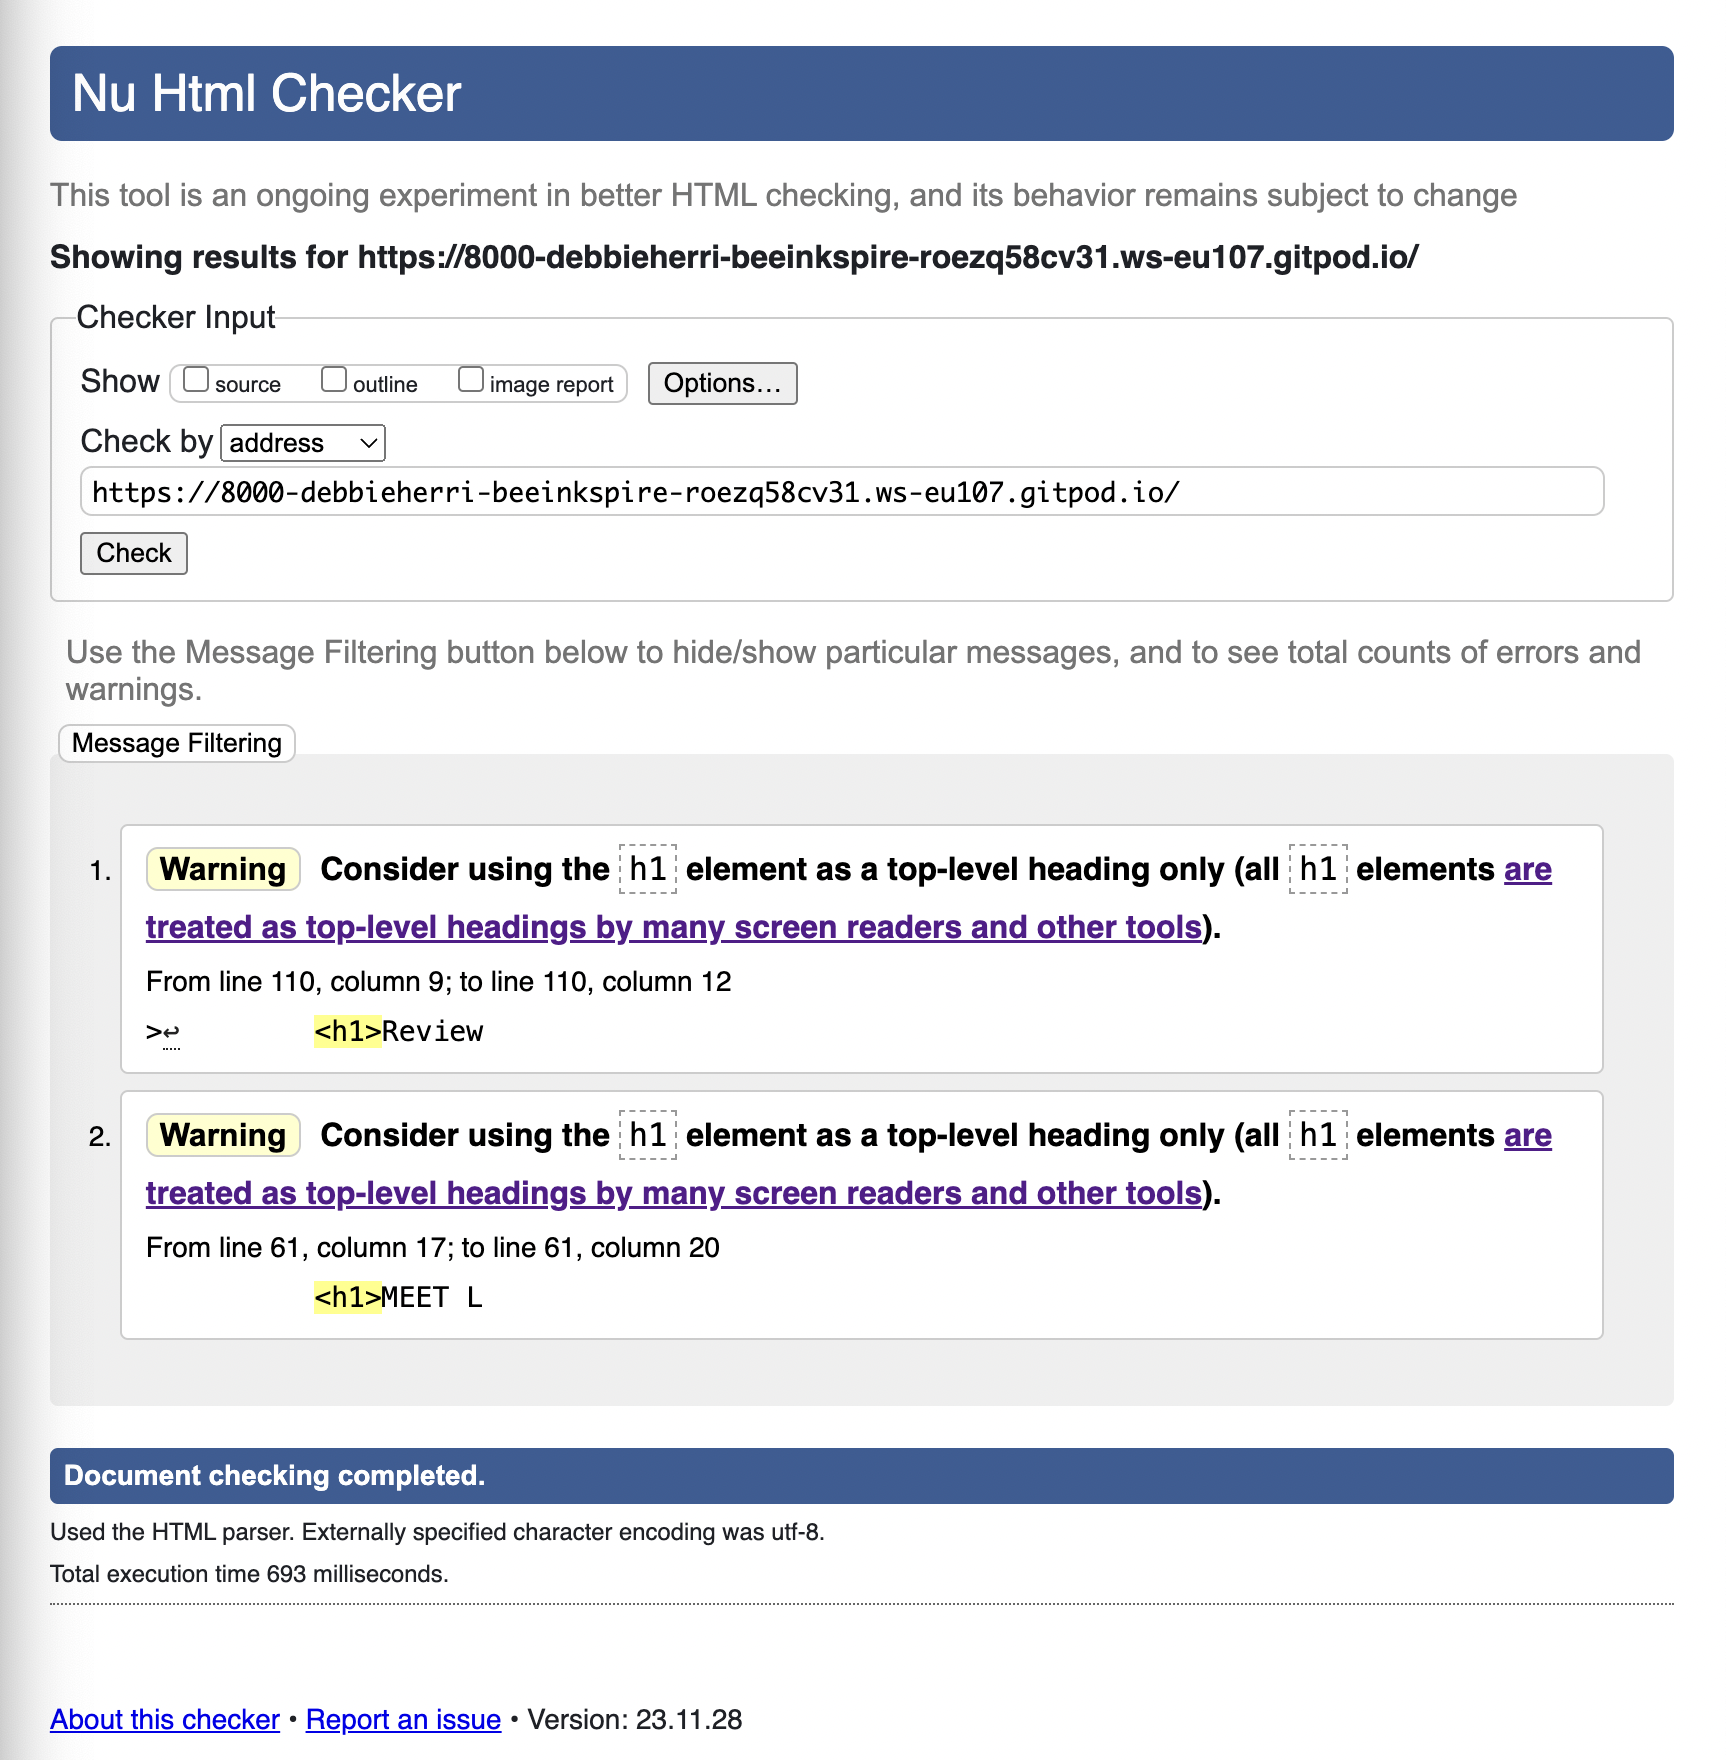 Nu Html Checker
This tool is an ongoing experiment in better HTML checking, and its behavior remains subject to change
Showing results for https://8000-debbieherri-beeinkspire-roezq58cv31.ws-eu107.gitpod.io/
Checker Input
Show source outline image report Options...
Check by address
https://8000-debbieherri-beeinkspire-roezq58cv31.ws-eu107.gitpod.io/
Check
Use the Message Filtering button below to hide/show particular messages, and to see total counts of errors and
warnings.
Message Filtering
1. Warning Consider using the h1 element as a top-level heading only (all h1 elements are
treated as top-level headings by many screen readers and other tools).
From line 110, column 9; to line 110, column 12
>↩ <h1>Review
2. Warning Consider using the h1 element as a top-level heading only (all h1 elements are
treated as top-level headings by many screen readers and other tools).
From line 61, column 17; to line 61, column 20
<h1>MEET L
Document checking completed.
Used the HTML parser. Externally specified character encoding was utf-8.
Total execution time 693 milliseconds.
About this checker • Report an issue • Version: 23.11.28